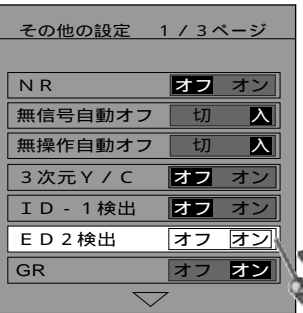 その他の設定　１／３ページ
ＮＲ　オフ　オン
無信号自動オフ　切　入
無操作自動オフ　切　入
３次元Ｙ／Ｃ　オフ　オン
ＩＤ‐１検出　オフ　オン
ＥＤ２検出　オフ　オン
GR　オフ　オン